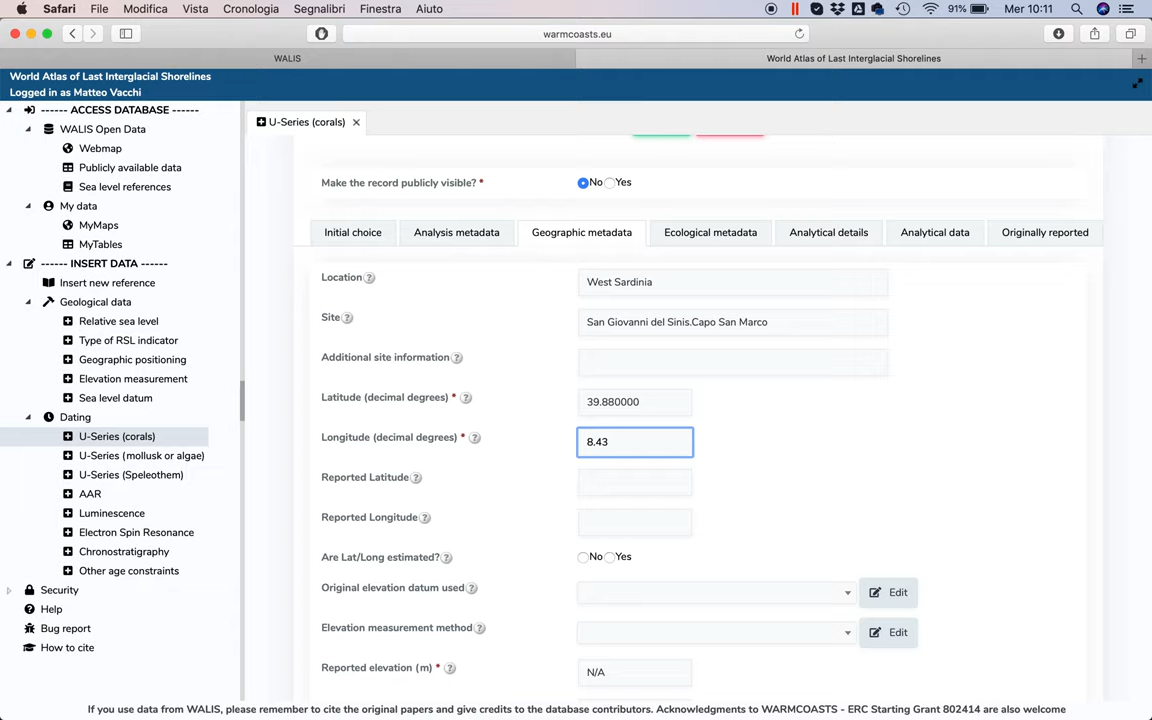 Safari File Modifica Vista Cronologia Segnalibri Finestra Aiuto 91% Mer 10:11
warmcoasts.eu
WALIS World Atlas of Last Interglacial Shorelines
World Atlas of Last Interglacial Shorelines
Logged in as Matteo Vacchi
------ ACCESS DATABASE ------
WALIS Open Data
Webmap
Publicly available data
Sea level references
My data
MyMaps
MyTables
------ INSERT DATA ------
Insert new reference
Geological data
Relative sea level
Type of RSL indicator
Geographic positioning
Elevation measurement
Sea level datum
Dating
U-Series (corals)
U-Series (mollusk or algae)
U-Series (Speleothem)
AAR
Luminescence
Electron Spin Resonance
Chronostratigraphy
Other age constraints
Security
Help
Bug report
How to cite
U-Series (corals)
Make the record publicly visible? * No Yes
Initial choice Analysis metadata Geographic metadata Ecological metadata Analytical details Analytical data Originally reported
Location ? West Sardinia
Site ? San Giovanni del Sinis.Capo San Marco
Additional site information ?
Latitude (decimal degrees) * ? 39.880000
Longitude (decimal degrees) * ? 8.43
Reported Latitude ?
Reported Longitude ?
Are Lat/Long estimated? ? No Yes
Original elevation datum used ? Edit
Elevation measurement method ? Edit
Reported elevation (m) * ? N/A
If you use data from WALIS, please remember to cite the original papers and give credits to the database contributors. Acknowledgments to WARMCOASTS - ERC Starting Grant 802414 are also welcome